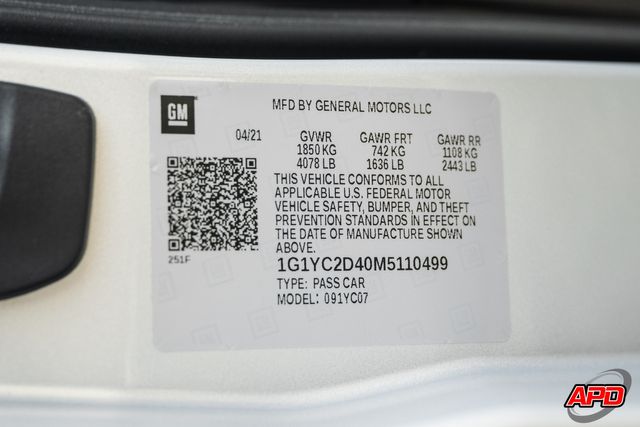 GM
MFD BY GENERAL MOTORS LLC
04/21 GVWR GAWR FRT GAWR RR
1850 KG 742 KG 1108 KG
4078 LB 1636 LB 2443 LB
THIS VEHICLE CONFORMS TO ALL
APPLICABLE U.S. FEDERAL MOTOR
VEHICLE SAFETY, BUMPER, AND THEFT
PREVENTION STANDARDS IN EFFECT ON
THE DATE OF MANUFACTURE SHOWN
ABOVE.
251F
1G1YC2D40M5110499
TYPE: PASS CAR
MODEL: 091YC07
APD